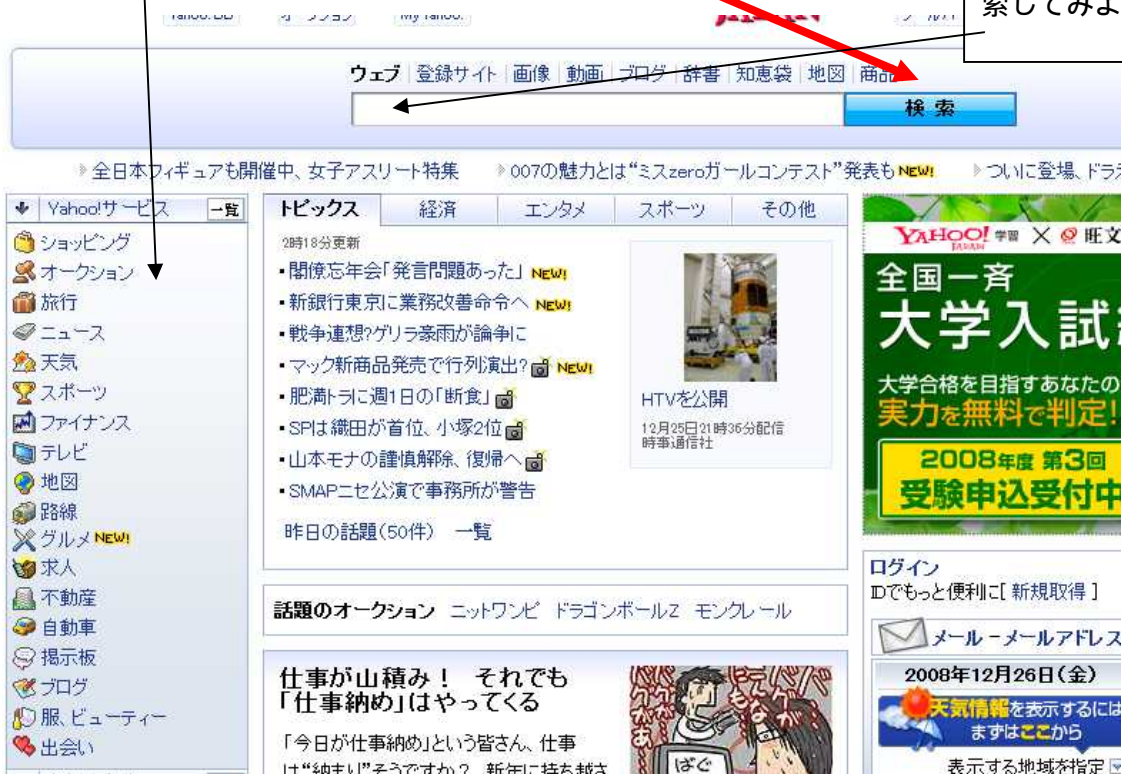 索してみよ
Yahoo! BB オークション My Yahoo! JAPAN
ウェブ 登録サイト 画像 動画 ブログ 辞書 知恵袋 地図 商品
検索
全日本フィギュアも開催中、女子アスリート特集 007の魅力とは“ミスzeroガールコンテスト”発表も NEW! ついに登場、ドラえ
Yahoo!サービス 一覧
ショッピング
オークション
旅行
ニュース
天気
スポーツ
ファイナンス
テレビ
地図
路線
グルメ NEW!
求人
不動産
自動車
掲示板
ブログ
服、ビューティー
出会い
トピックス 経済 エンタメ スポーツ その他
2時18分更新
閣僚忘年会「発言問題あった」 NEW!
新銀行東京に業務改善命令へ NEW!
戦争連想?ゲリラ豪雨が論争に
マック新商品発売で行列演出? NEW!
肥満トラに週1日の「断食」
SPは織田が首位、小塚2位
山本モナの謹慎解除、復帰へ
SMAPニセ公演で事務所が警告
昨日の話題(50件) 一覧
HTVを公開
12月25日21時36分配信
時事通信社
話題のオークション ニットワンピ ドラゴンボールZ モンクレール
仕事が山積み! それでも
「仕事納め」はやってくる
「今日が仕事納め」という皆さん、仕事
は“納まり”そうですか? 新年に持ち越さ
YAHOO! JAPAN 学習 × 旺文
全国一斉
大学入試
大学合格を目指すあなたの
実力を無料で判定!
2008年度 第3回
受験申込受付中
ログイン
IDでもっと便利に[ 新規取得 ]
メール - メールアドレス
2008年12月26日(金)
天気情報を表示するには
まずはここから
表示する地域を指定